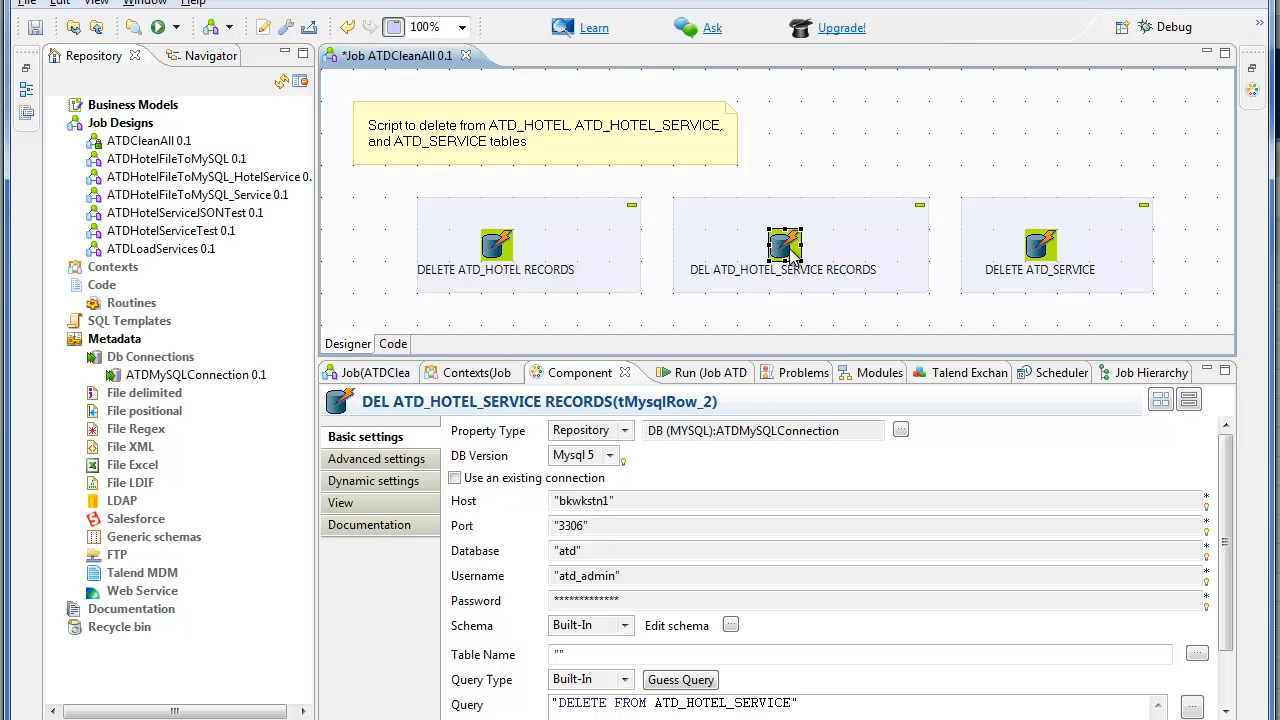 File Edit View Window Help
100% Learn Ask Upgrade! Debug
Repository Navigator
*Job ATDCleanAll 0.1
Business Models
Job Designs
ATDCleanAll 0.1
ATDHotelFileToMySQL 0.1
ATDHotelFileToMySQL_HotelService 0.
ATDHotelFileToMySQL_Service 0.1
ATDHotelServiceJSONTest 0.1
ATDHotelServiceTest 0.1
ATDLoadServices 0.1
Contexts
Code
Routines
SQL Templates
Metadata
Db Connections
ATDMySQLConnection 0.1
File delimited
File positional
File Regex
File XML
File Excel
File LDIF
LDAP
Salesforce
Generic schemas
FTP
Talend MDM
Web Service
Documentation
Recycle bin
Script to delete from ATD_HOTEL, ATD_HOTEL_SERVICE,
and ATD_SERVICE tables
DELETE ATD_HOTEL RECORDS
DEL ATD_HOTEL_SERVICE RECORDS
DELETE ATD_SERVICE
Designer Code
Job(ATDClea Contexts(Job Component Run (Job ATD Problems Modules Talend Exchan Scheduler Job Hierarchy
DEL ATD_HOTEL_SERVICE RECORDS(tMysqlRow_2)
Basic settings
Advanced settings
Dynamic settings
View
Documentation
Property Type Repository DB (MYSQL):ATDMySQLConnection ...
DB Version Mysql 5
Use an existing connection
Host "bkwkstn1" *
Port "3306" *
Database "atd" *
Username "atd_admin" *
Password ************* *
Schema Built-In Edit schema ...
Table Name "" ...
Query Type Built-In Guess Query
Query "DELETE FROM ATD_HOTEL_SERVICE" ...